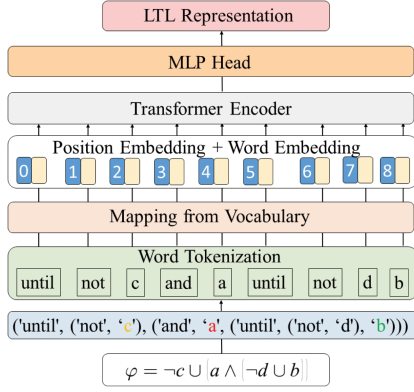 LTL Representation
MLP Head
Transformer Encoder
Position Embedding + Word Embedding
0 1 2 3 4 5 6 7 8
Mapping from Vocabulary
Word Tokenization
until not c and a until not d b
('until', ('not', 'c'), ('and', 'a', ('until', ('not', 'd'), 'b')))
φ = ¬c ∪ (a ∧ (¬d ∪ b))